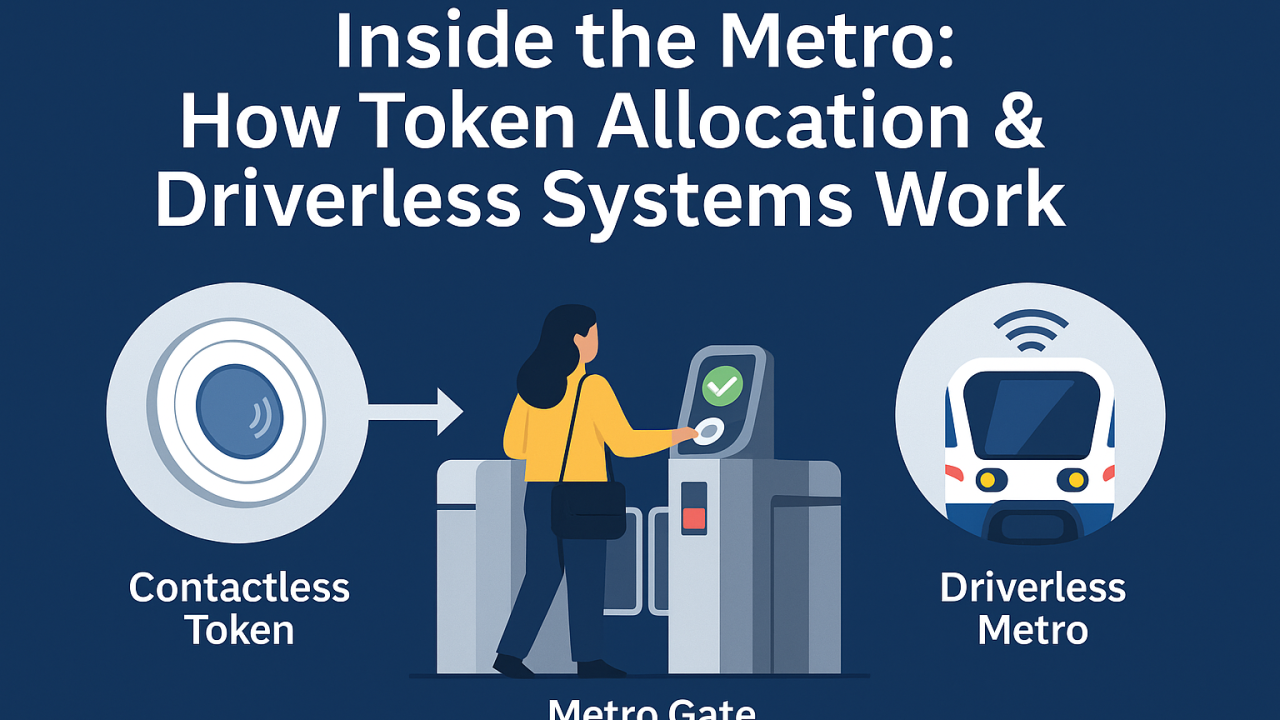 Inside the Metro:
How Token Allocation &
Driverless Systems Work
Contactless
Token
Driverless
Metro
Metro Gate